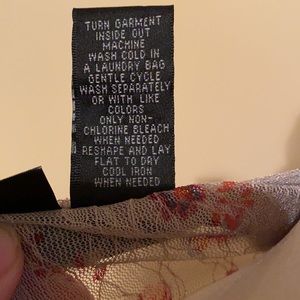 TURN GARMENT
INSIDE OUT
MACHINE
WASH COLD IN
A LAUNDRY BAG
GENTLE CYCLE
WASH SEPARATELY
OR WITH LIKE
COLORS
ONLY NON-
CHLORINE BLEACH
WHEN NEEDED
RESHAPE AND LAY
FLAT TO DRY
COOL IRON
WHEN NEEDED